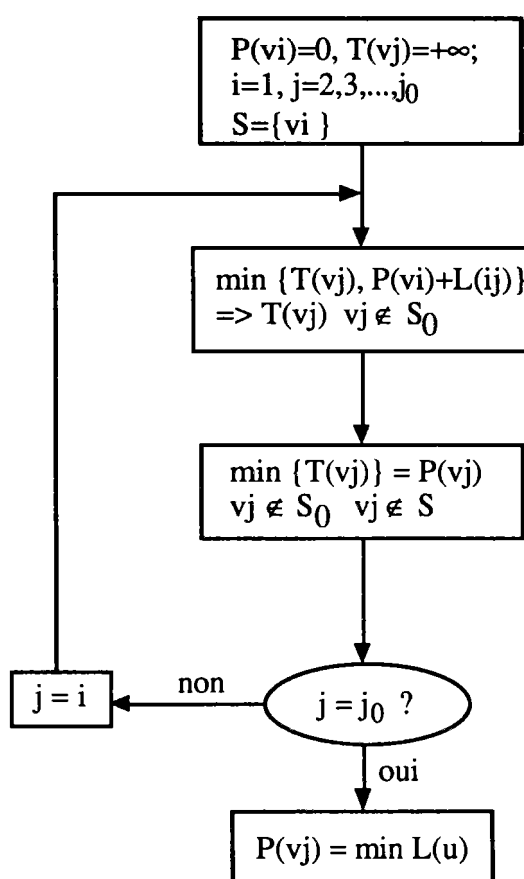 P(vi)=0, T(vj)=+∞;
i=1, j=2,3,...,j0
S={vi }
min {T(vj), P(vi)+L(ij)}
=> T(vj) vj ∉ S0
min {T(vj)} = P(vj)
vj ∉ S0 vj ∉ S
j = i
non
j = j0 ?
oui
P(vj) = min L(u)